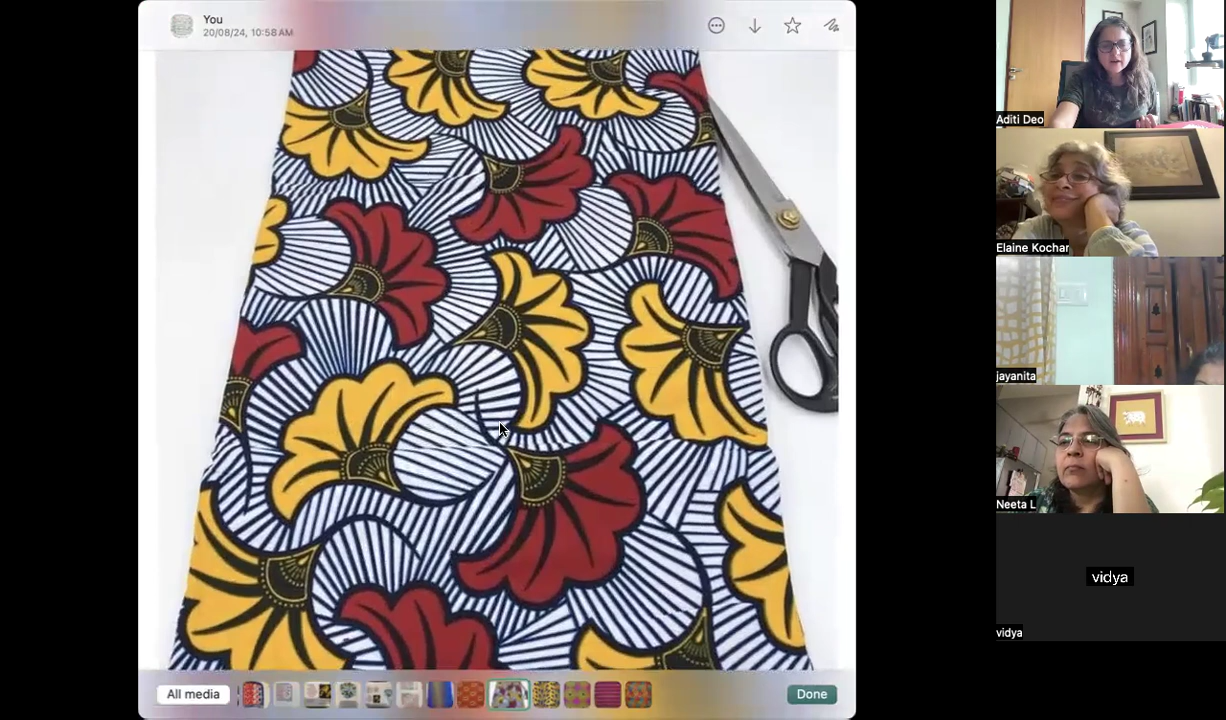 You
20/08/24, 10:58 AM
All media
Done
Aditi Deo
Elaine Kochar
jayanita
Neeta L
vidya
vidya